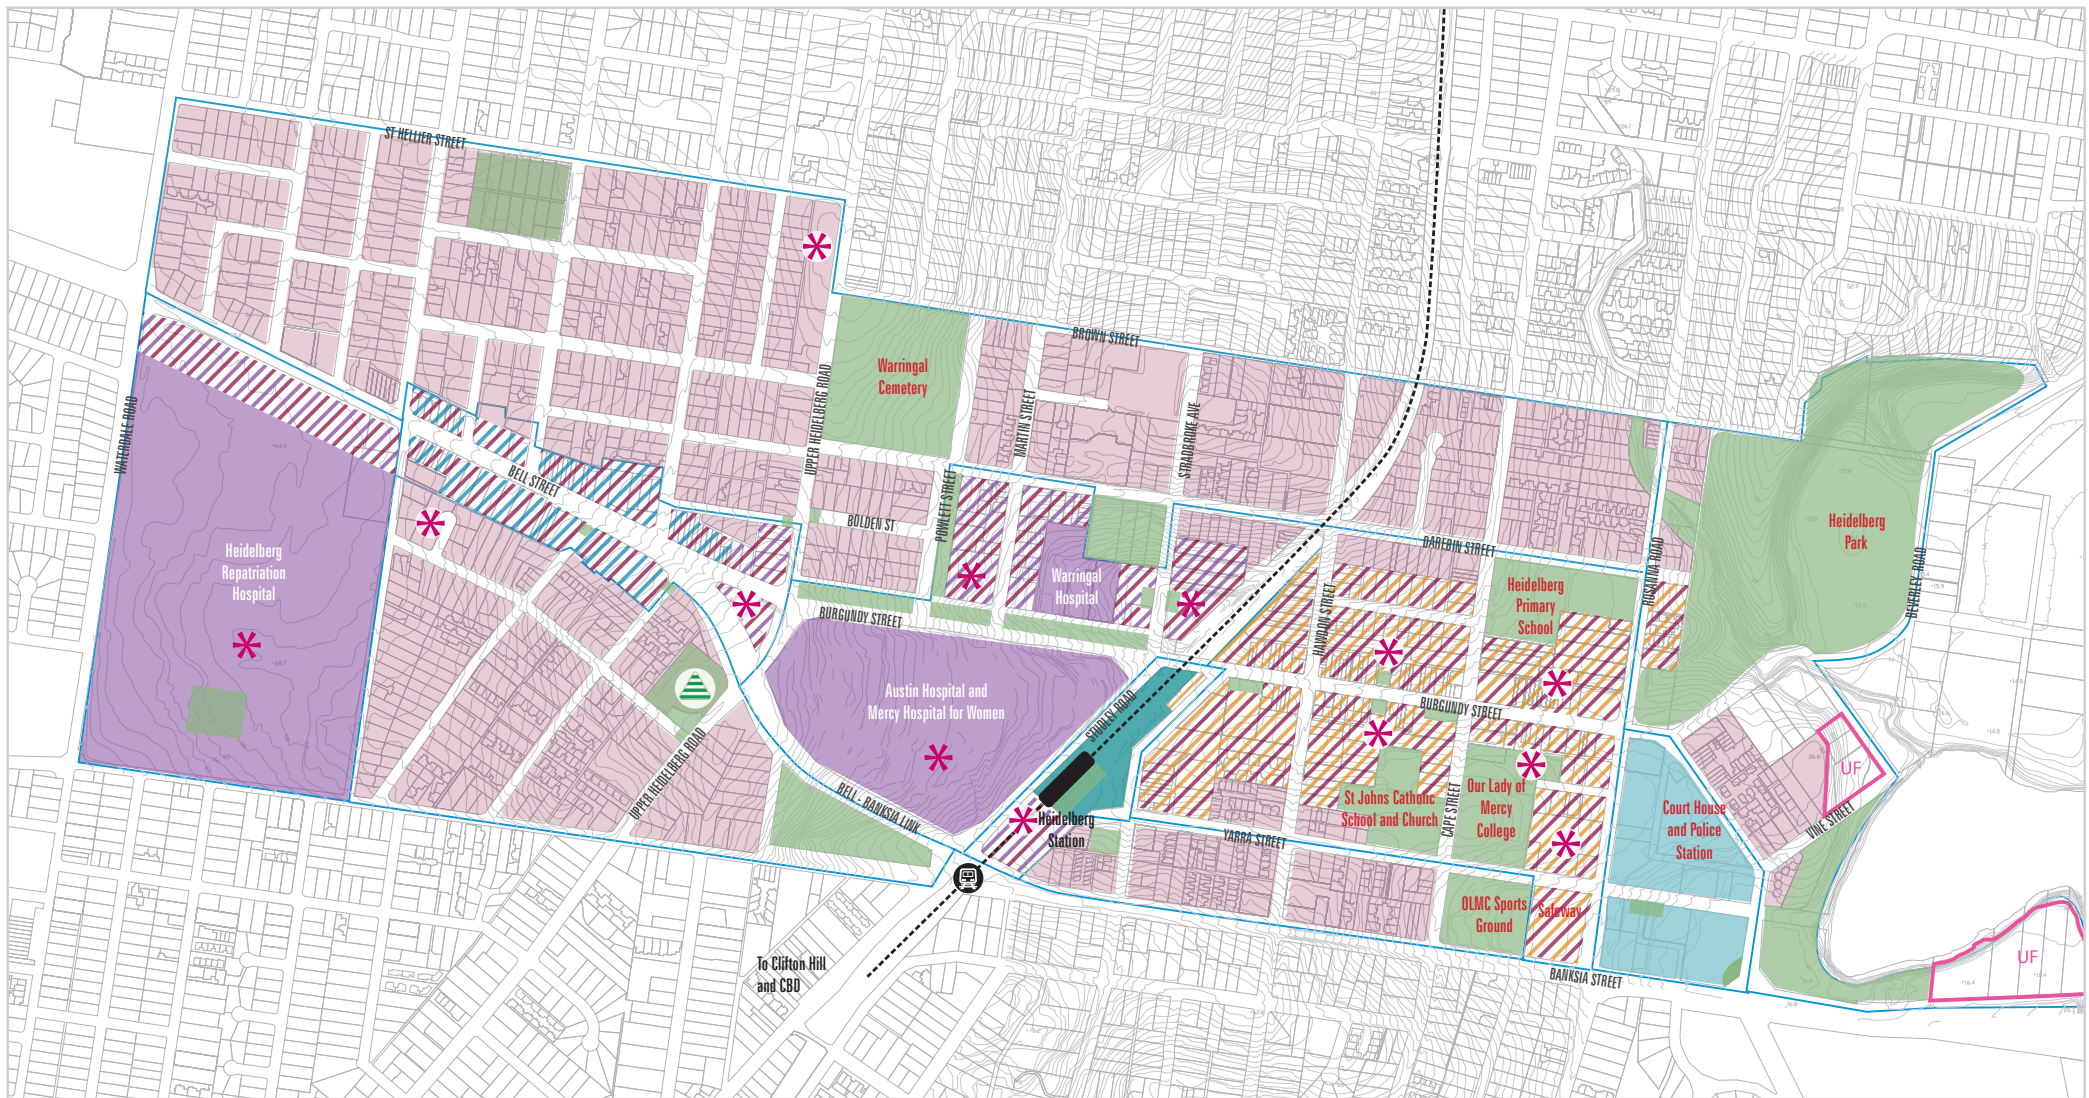 ST HELLIER STREET
BROWN STREET
Warringal
Cemetery
UPPER HEIDELBERG ROAD
MARTIN STREET
STRADBROKE AVE
WATERDALE ROAD
BELL STREET
POWLETT STREET
BOLDEN ST
DAREBIN STREET
ROSANNA ROAD
BEVERLEY ROAD
Heidelberg
Park
Heidelberg
Repatriation
Hospital
Warringal
Hospital
Heidelberg
Primary
School
HAWDON STREET
BURGUNDY STREET
Austin Hospital and
Mercy Hospital for Women
STUDLEY ROAD
BURGUNDY STREET
UPPER HEIDELBERG ROAD
BELL - BANKSIA LINK
Heidelberg
Station
St Johns Catholic
School and Church
CAPE STREET
Our Lady of
Mercy
College
Court House
and Police
Station
UF
VINE STREET
YARRA STREET
OLMC Sports
Ground
Safeway
UF
To Clifton Hill
and CBD
BANKSIA STREET